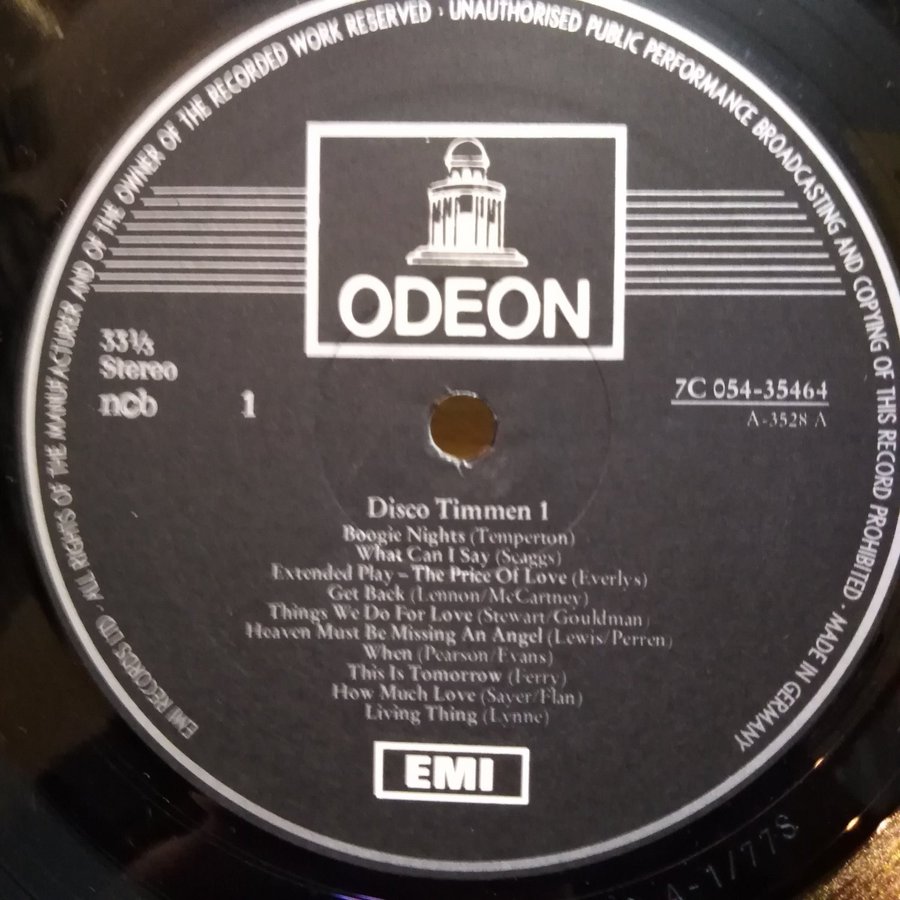 EMI RECORDS LTD · ALL RIGHTS OF THE MANUFACTURER AND OF THE OWNER OF THE RECORDED WORK RESERVED · UNAUTHORISED PUBLIC PERFORMANCE BROADCASTING AND COPYING OF THIS RECORD PROHIBITED · MADE IN GERMANY
ODEON
33⅓
Stereo
ncb 1
7C 054-35464
A-3528 A
Disco Timmen 1
Boogie Nights (Temperton)
What Can I Say (Scaggs)
Extended Play – The Price Of Love (Everlys)
Get Back (Lennon/McCartney)
Things We Do For Love (Stewart/Gouldman)
Heaven Must Be Missing An Angel (Lewis/Perren)
When (Pearson/Evans)
This Is Tomorrow (Ferry)
How Much Love (Sayer/Flan)
Living Thing (Lynne)
EMI
A-1/77S